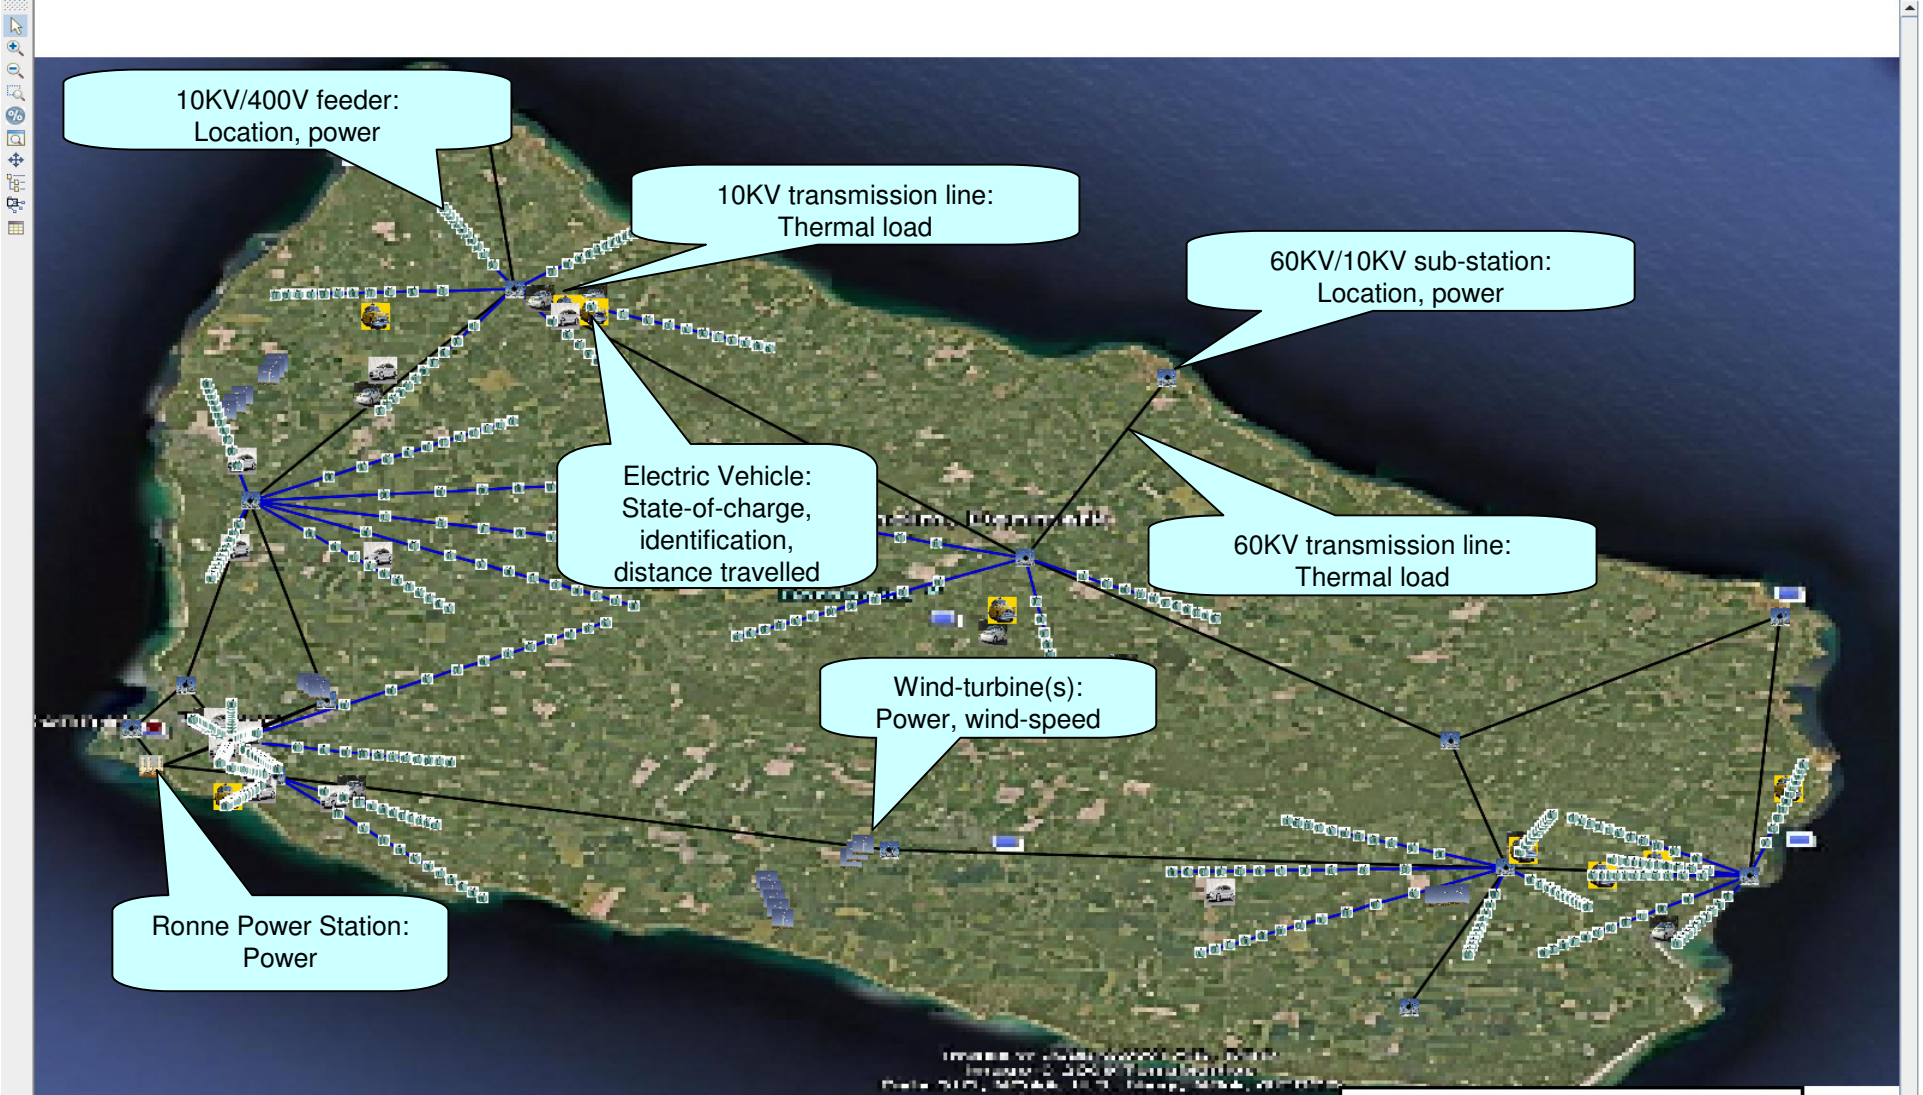 10KV/400V feeder:
Location, power
10KV transmission line:
Thermal load
60KV/10KV sub-station:
Location, power
Electric Vehicle:
State-of-charge,
identification,
distance travelled
60KV transmission line:
Thermal load
Wind-turbine(s):
Power, wind-speed
Ronne Power Station:
Power